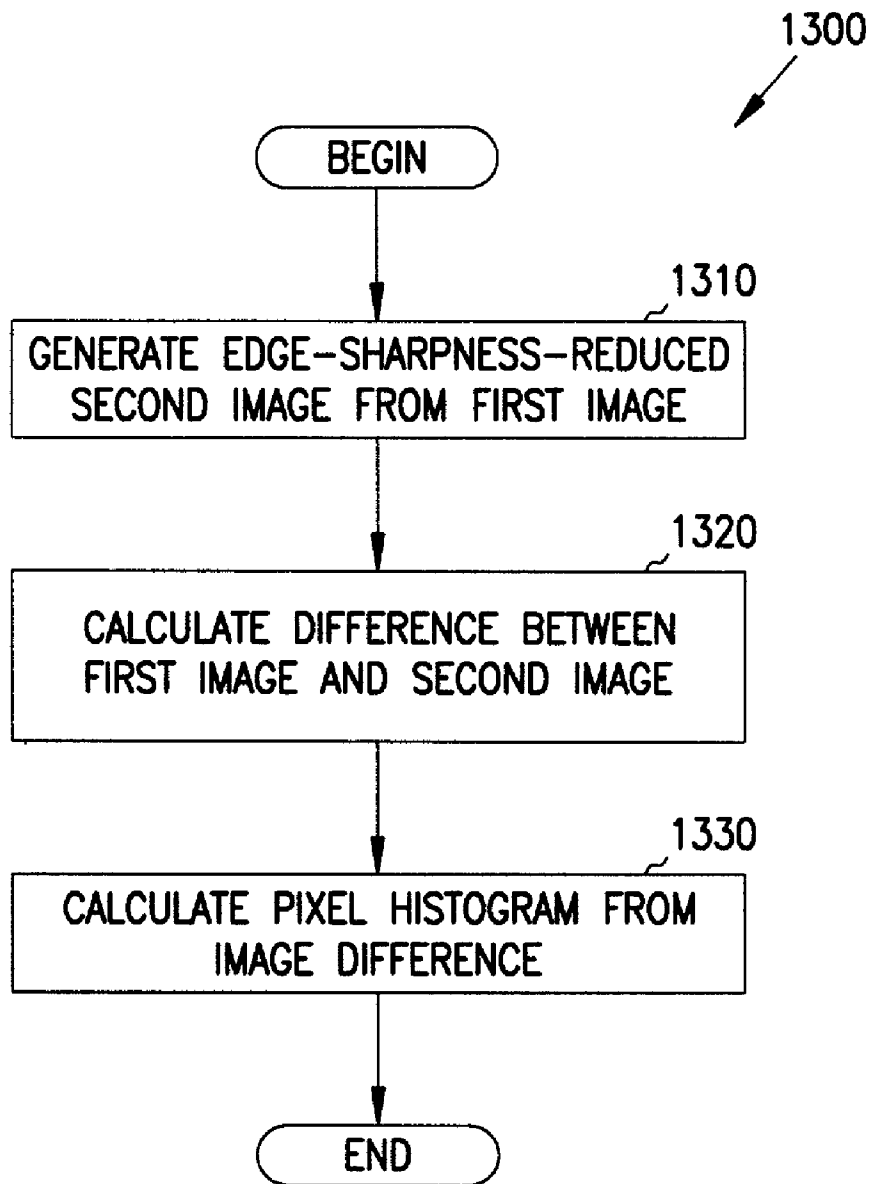 1300
BEGIN
1310
GENERATE EDGE-SHARPNESS-REDUCED
SECOND IMAGE FROM FIRST IMAGE
1320
CALCULATE DIFFERENCE BETWEEN
FIRST IMAGE AND SECOND IMAGE
1330
CALCULATE PIXEL HISTOGRAM FROM
IMAGE DIFFERENCE
END